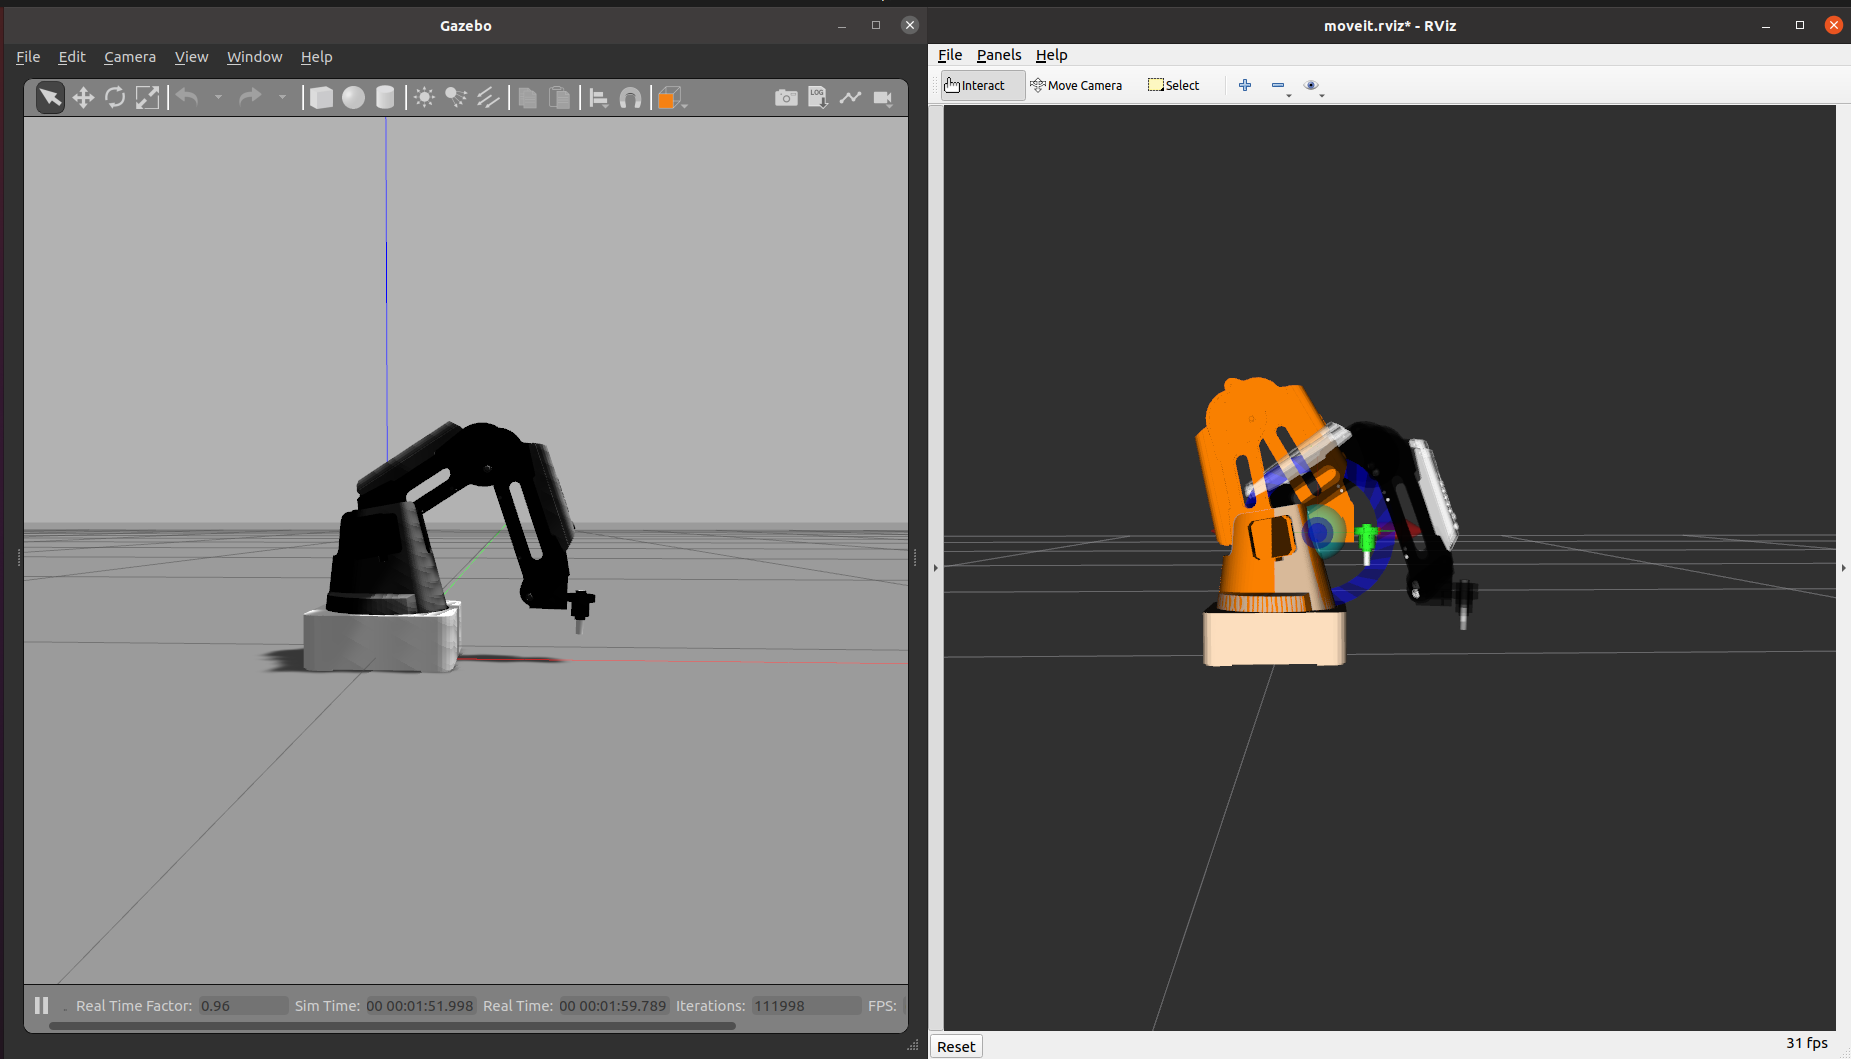 Gazebo
File Edit Camera View Window Help
LOG
Real Time Factor: 0.96 Sim Time: 00 00:01:51.998 Real Time: 00 00:01:59.789 Iterations: 111998 FPS:
moveit.rviz* - RViz
File Panels Help
Interact Move Camera Select
Reset 31 fps